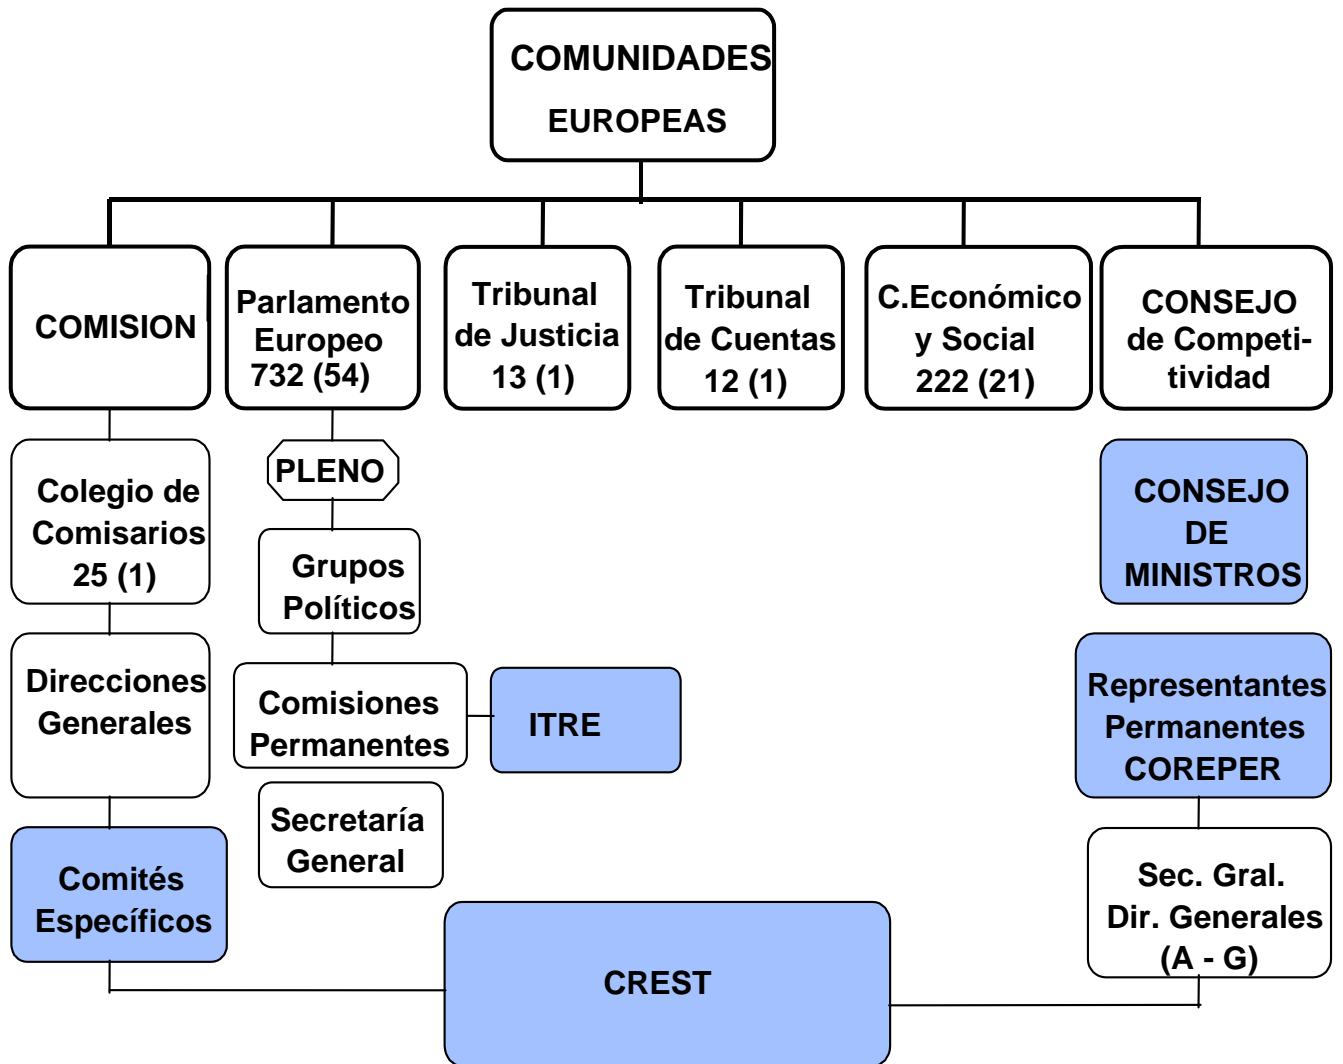 COMUNIDADES
EUROPEAS
COMISION
Parlamento
Europeo
732 (54)
Tribunal
de Justicia
13 (1)
Tribunal
de Cuentas
12 (1)
C.Económico
y Social
222 (21)
CONSEJO
de Competi-
tividad
Colegio de
Comisarios
25 (1)
PLENO
CONSEJO
DE
MINISTROS
Grupos
Políticos
Direcciones
Generales
Comisiones
Permanentes
ITRE
Representantes
Permanentes
COREPER
Secretaría
General
Comités
Específicos
Sec. Gral.
Dir. Generales
(A - G)
CREST